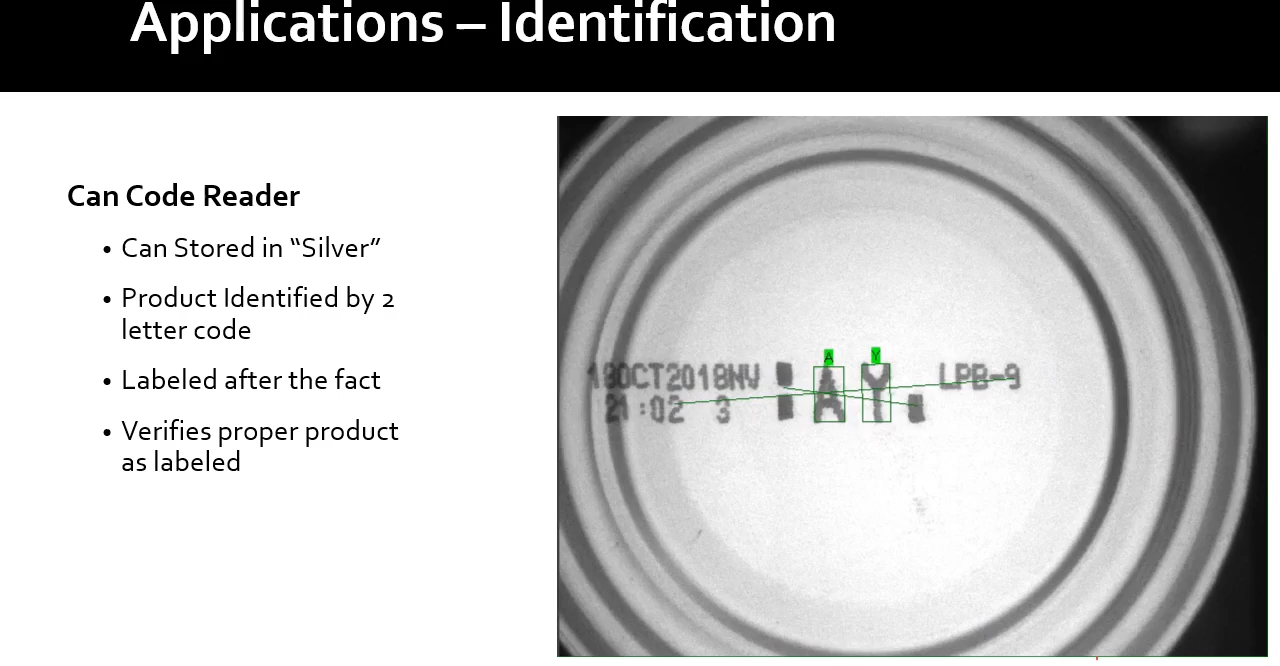 Applications – Identification
Can Code Reader
• Can Stored in “Silver”
• Product Identified by 2
letter code
• Labeled after the fact
• Verifies proper product
as labeled
A Y
18OCT2018NV AY LPB-9
21:02 3